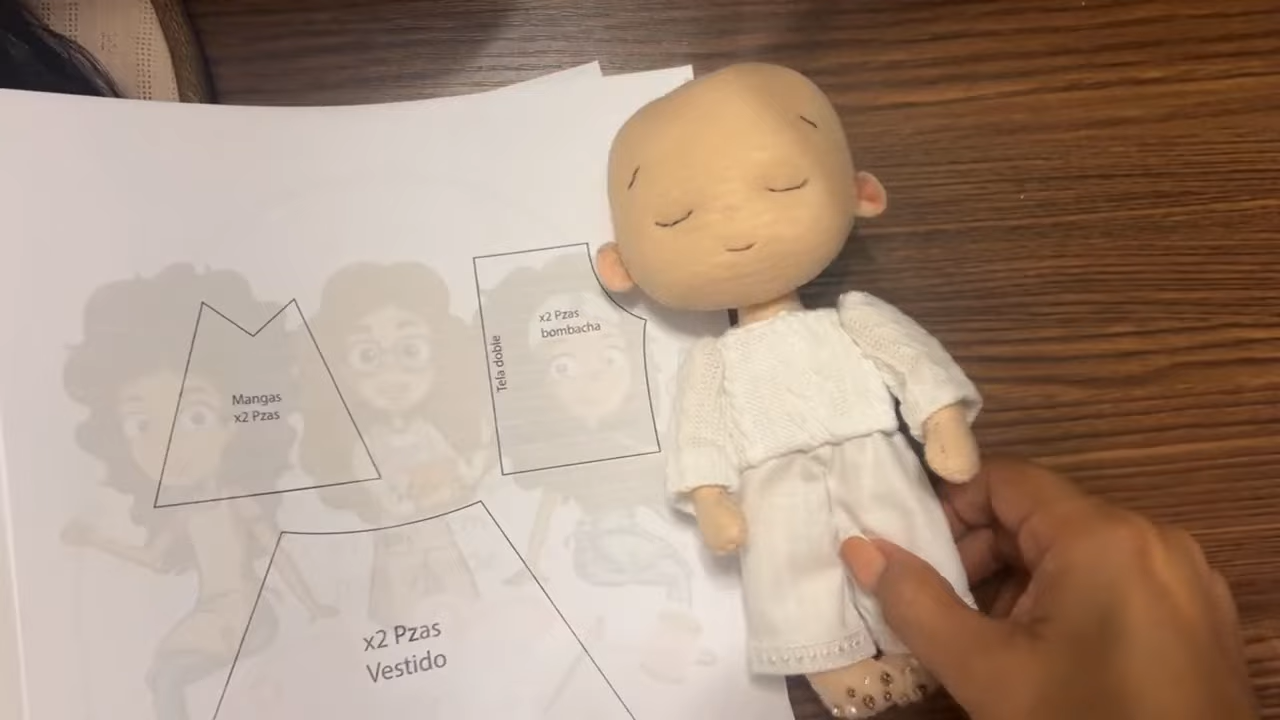 Mangas
x2 Pzas
Tela doble
x2 Pzas
bombacha
x2 Pzas
Vestido